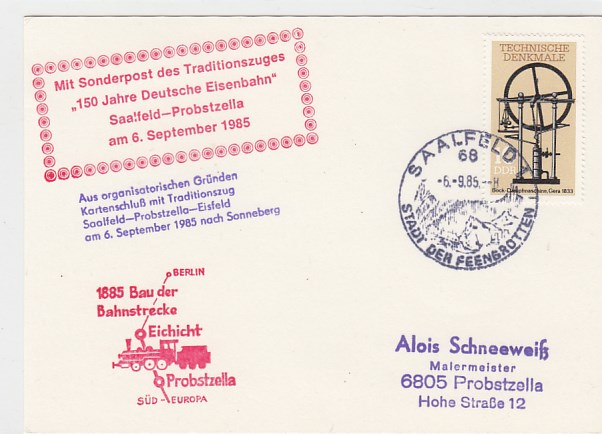 Mit Sonderpost des Traditionszuges
„150 Jahre Deutsche Eisenbahn"
Saalfeld—Probstzella
am 6. September 1985
Aus organisatorischen Gründen
Kartenschluß mit Traditionszug
Saalfeld—Probstzella—Eisfeld
am 6. September 1985 nach Sonneberg
BERLIN
1885 Bau der
Bahnstrecke
Eichicht
Probstzella
SÜD-EUROPA
TECHNISCHE
DENKMALE
DDR
Bock-Dampfmaschine, Gera 1833
SAALFELD 1
68
-6.-9.85.--H
STADT DER FEENGROTTEN
Alois Schneeweiß
Malermeister
6805 Probstzella
Hohe Straße 12